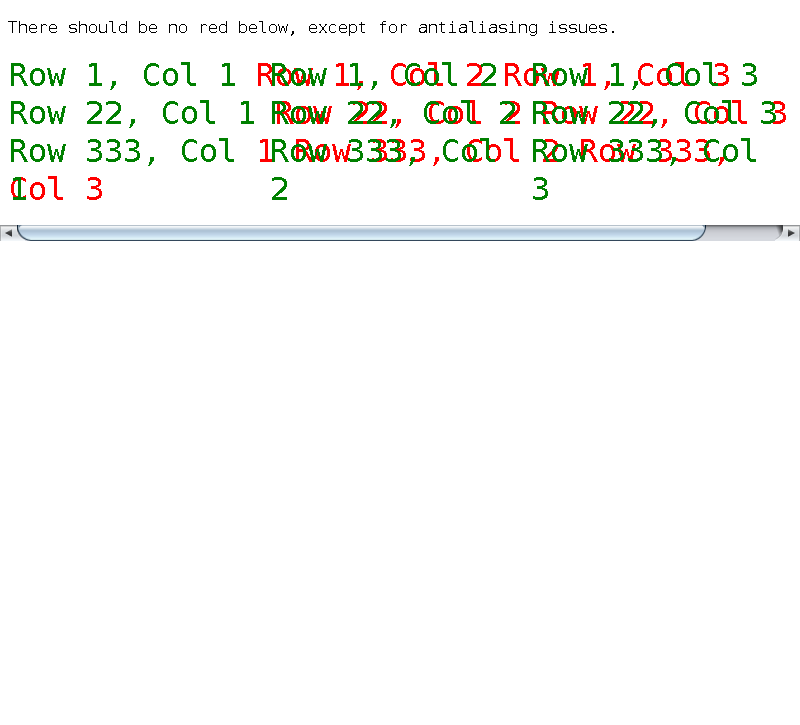 There should be no red below, except for antialiasing issues.
Row 1, Col 1 Row 1, Col 2 Row 1, Col 3
Row 22, Col 1 Row 22, Col 2 Row 22, Col 3
Row 333, Col 1 Row 333, Col 2 Row 333,
Col 3 2 3